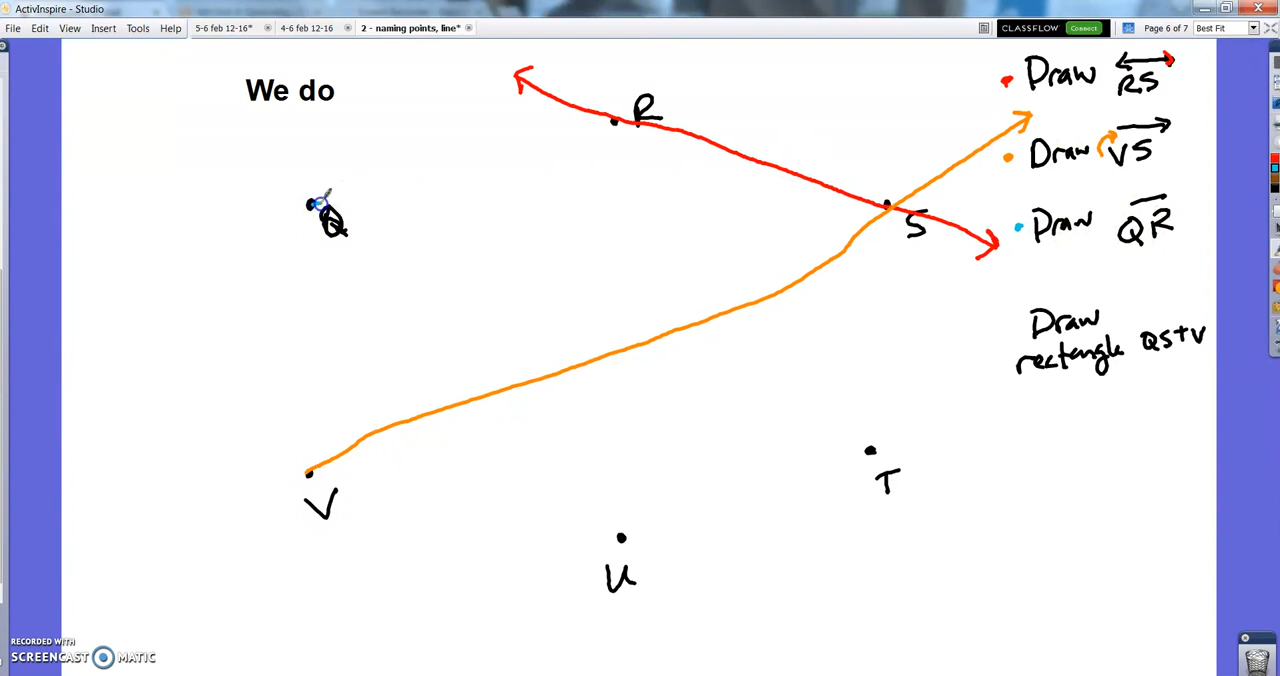 ActivInspire - Studio
File Edit View Insert Tools Help
5-6 feb 12-16* 4-6 feb 12-16 2 - naming points, line*
CLASSFLOW Connect
Page 6 of 7 Best Fit
We do
Draw RS
Draw VS
Draw QR
Draw
rectangle QSTV
R
Q
S
V
T
U
RECORDED WITH
SCREENCAST MATIC